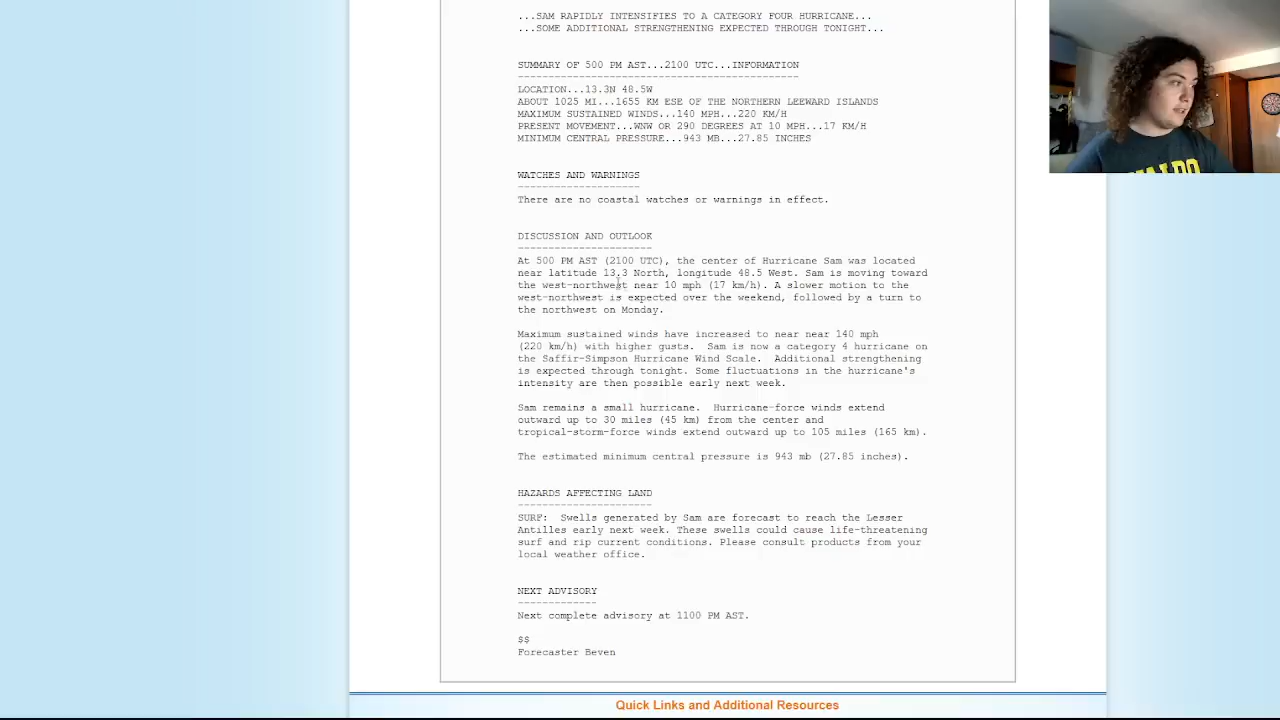 ...SAM RAPIDLY INTENSIFIES TO A CATEGORY FOUR HURRICANE...
...SOME ADDITIONAL STRENGTHENING EXPECTED THROUGH TONIGHT...
SUMMARY OF 500 PM AST...2100 UTC...INFORMATION
----------------------------------------------
LOCATION...13.3N 48.5W
ABOUT 1025 MI...1655 KM ESE OF THE NORTHERN LEEWARD ISLANDS
MAXIMUM SUSTAINED WINDS...140 MPH...220 KM/H
PRESENT MOVEMENT...WNW OR 290 DEGREES AT 10 MPH...17 KM/H
MINIMUM CENTRAL PRESSURE...943 MB...27.85 INCHES
WATCHES AND WARNINGS
--------------------
There are no coastal watches or warnings in effect.
DISCUSSION AND OUTLOOK
----------------------
At 500 PM AST (2100 UTC), the center of Hurricane Sam was located
near latitude 13.3 North, longitude 48.5 West. Sam is moving toward
the west-northwest near 10 mph (17 km/h). A slower motion to the
west-northwest is expected over the weekend, followed by a turn to
the northwest on Monday.
Maximum sustained winds have increased to near near 140 mph
(220 km/h) with higher gusts.  Sam is now a category 4 hurricane on
the Saffir-Simpson Hurricane Wind Scale.  Additional strengthening
is expected through tonight. Some fluctuations in the hurricane's
intensity are then possible early next week.
Sam remains a small hurricane.  Hurricane-force winds extend
outward up to 30 miles (45 km) from the center and
tropical-storm-force winds extend outward up to 105 miles (165 km).
The estimated minimum central pressure is 943 mb (27.85 inches).
HAZARDS AFFECTING LAND
----------------------
SURF:  Swells generated by Sam are forecast to reach the Lesser
Antilles early next week. These swells could cause life-threatening
surf and rip current conditions. Please consult products from your
local weather office.
NEXT ADVISORY
-------------
Next complete advisory at 1100 PM AST.
$$
Forecaster Beven
Quick Links and Additional Resources